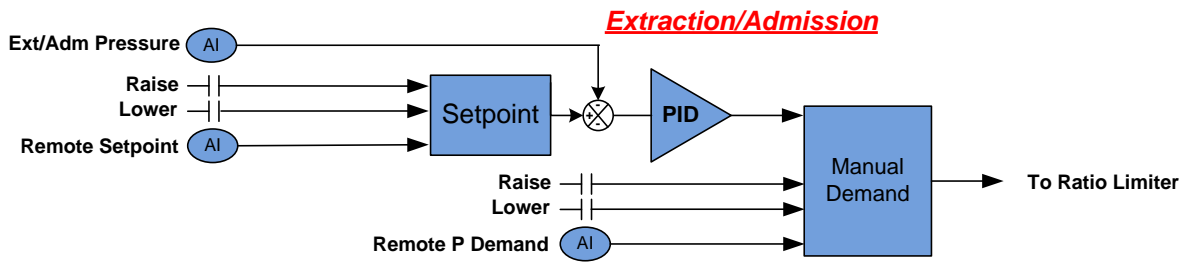 Extraction/Admission
Ext/Adm Pressure
AI
Raise
Lower
Remote Setpoint
AI
Setpoint
+
-
-
PID
Raise
Lower
Remote P Demand
AI
Manual
Demand
To Ratio Limiter